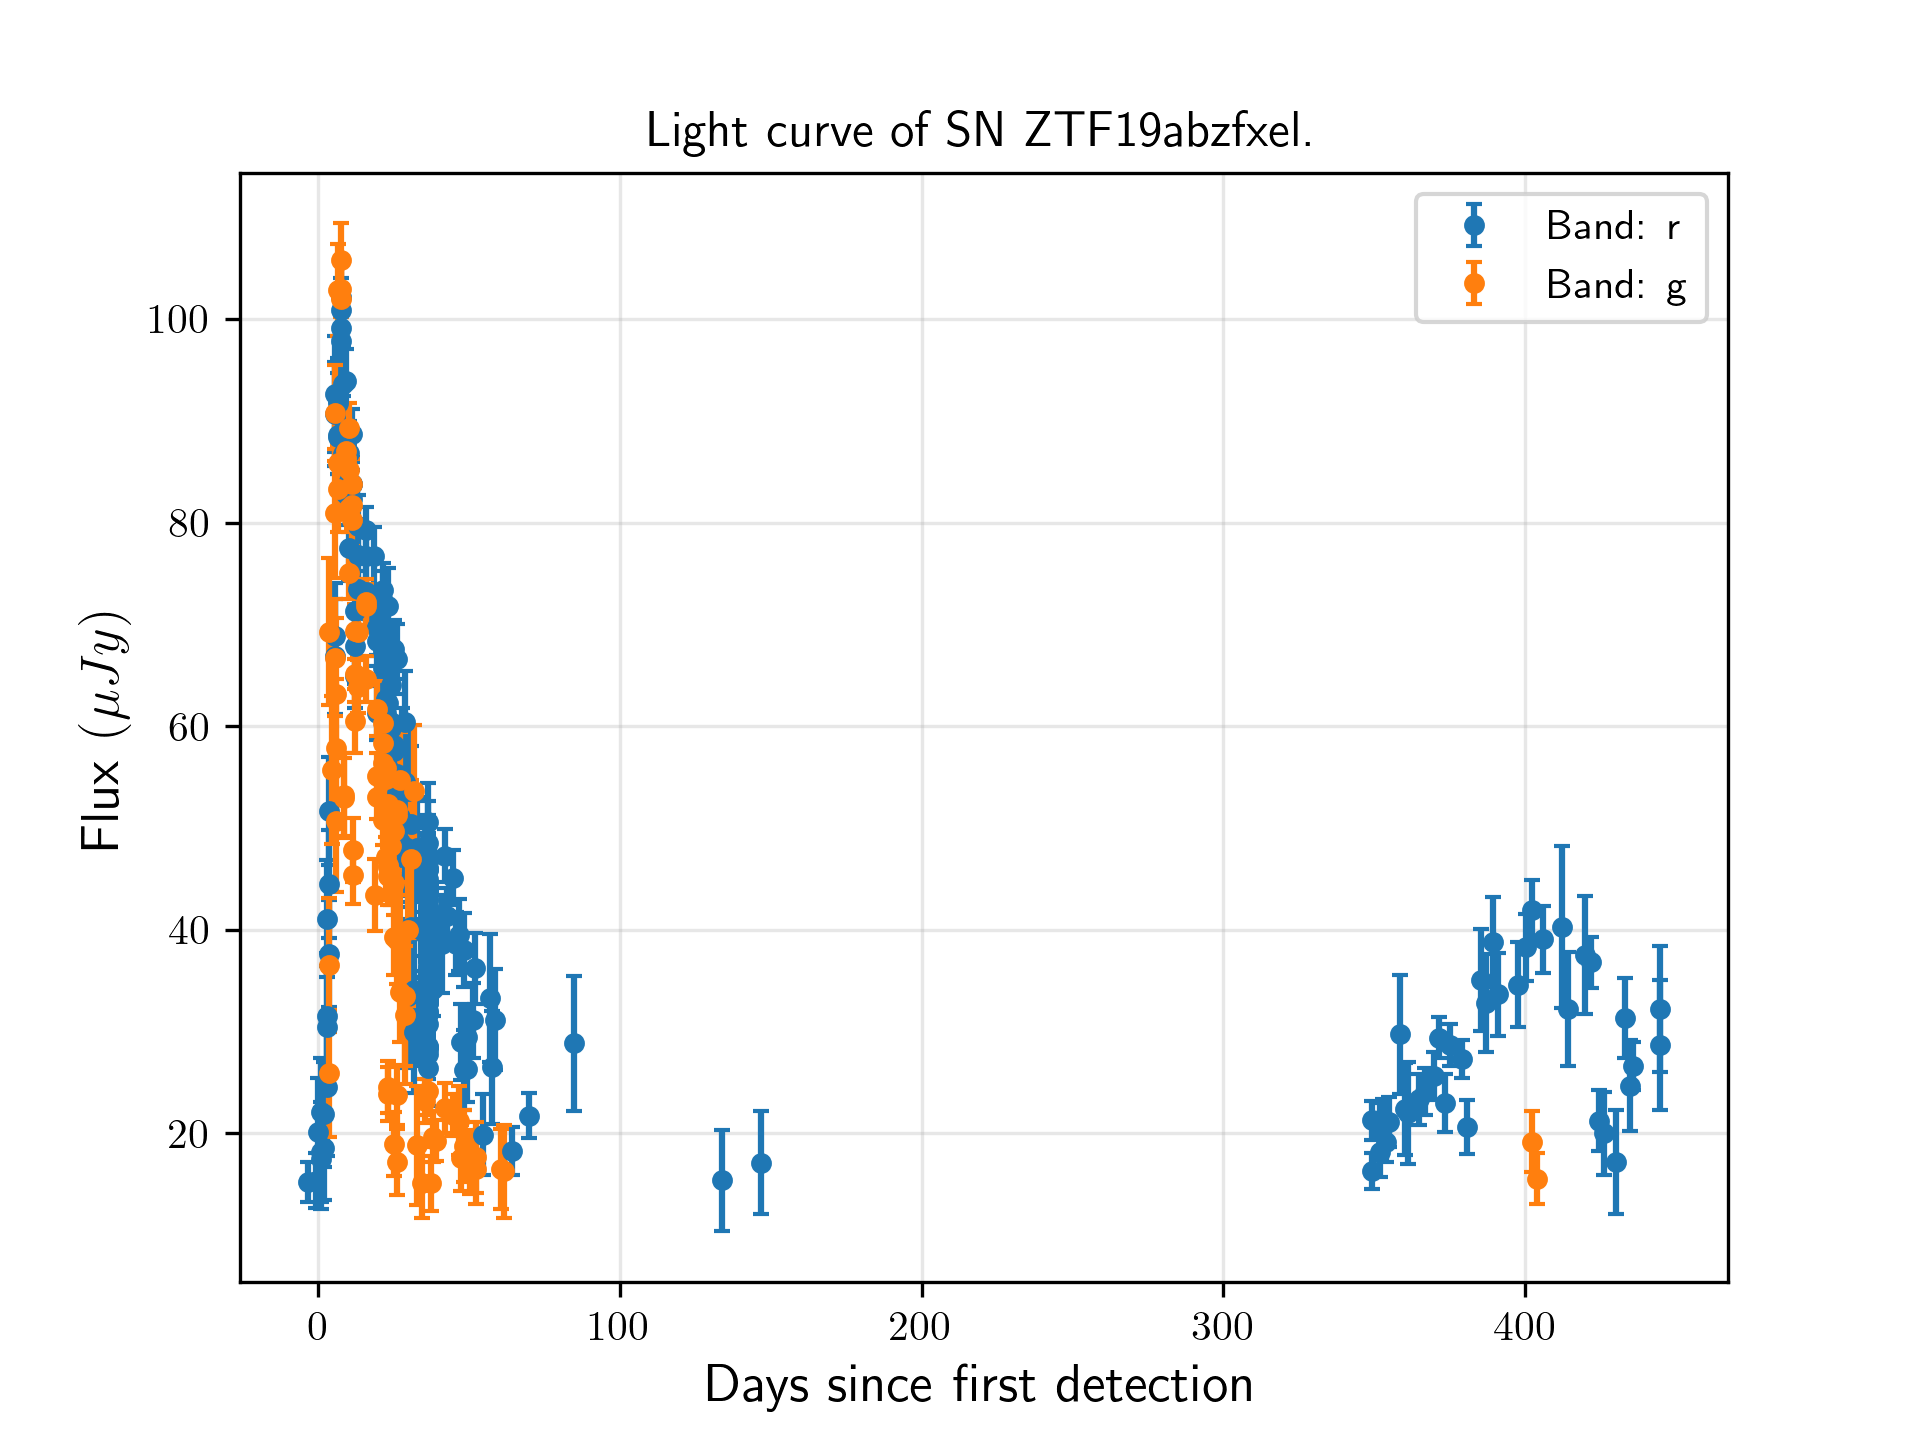 Light curve of SN ZTF19abzfxel.
Band: r
Band: g
Flux (μJy)
100
80
60
40
20
0 100 200 300 400
Days since first detection